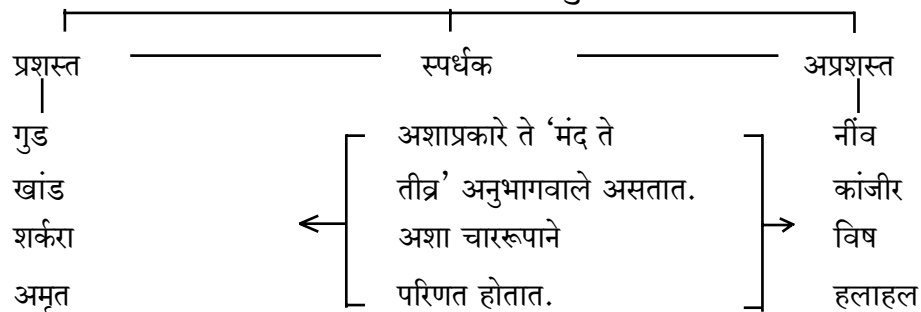 प्रशस्त स्पर्धक अप्रशस्त
गुड अशाप्रकारे ते ‘मंद ते नींव
खांड तीव्र’ अनुभागवाले असतात. कांजीर
शर्करा अशा चाररूपाने विष
अमृत परिणत होतात. हलाहल